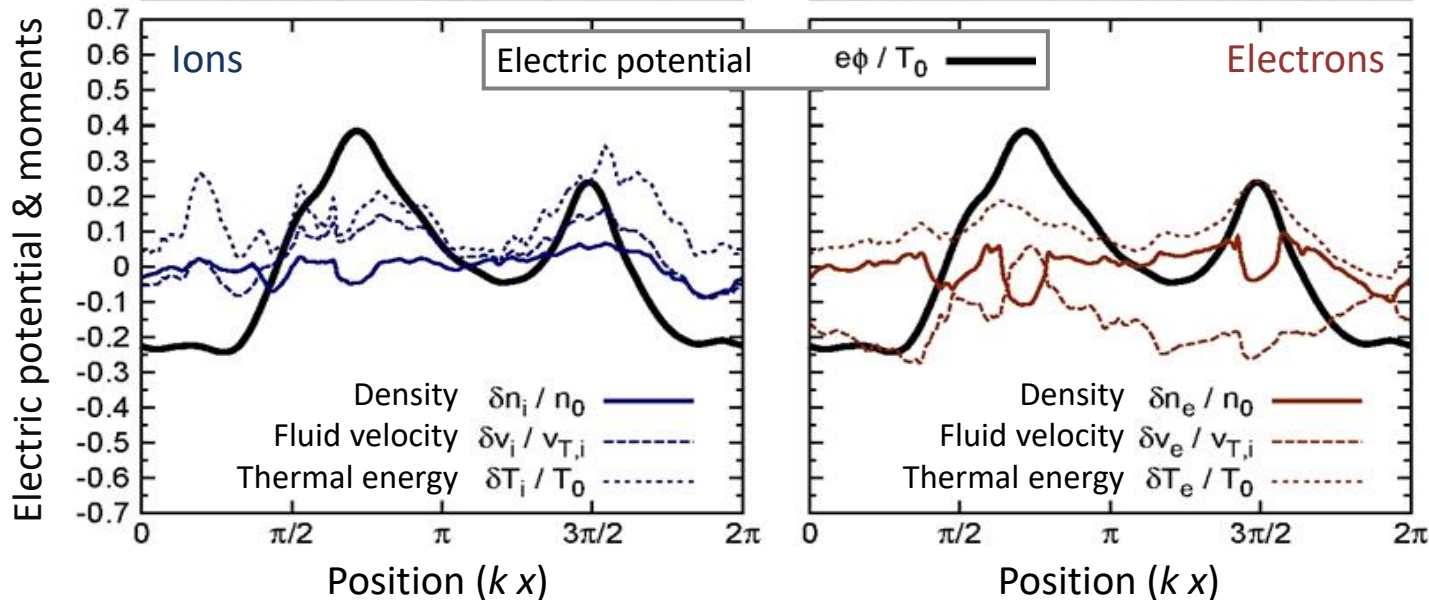 Electric potential & moments
0.7
0.6
0.5
0.4
0.3
0.2
0.1
0
-0.1
-0.2
-0.3
-0.4
-0.5
-0.6
-0.7
Ions
Electric potential eϕ / T₀
Electrons
Density δnᵢ / n₀
Fluid velocity δvᵢ / v_T,i
Thermal energy δTᵢ / T₀
Density δnₑ / n₀
Fluid velocity δvₑ / v_T,i
Thermal energy δTₑ / T₀
0 π/2 π 3π/2 2π
0 π/2 π 3π/2 2π
Position (k x)
Position (k x)